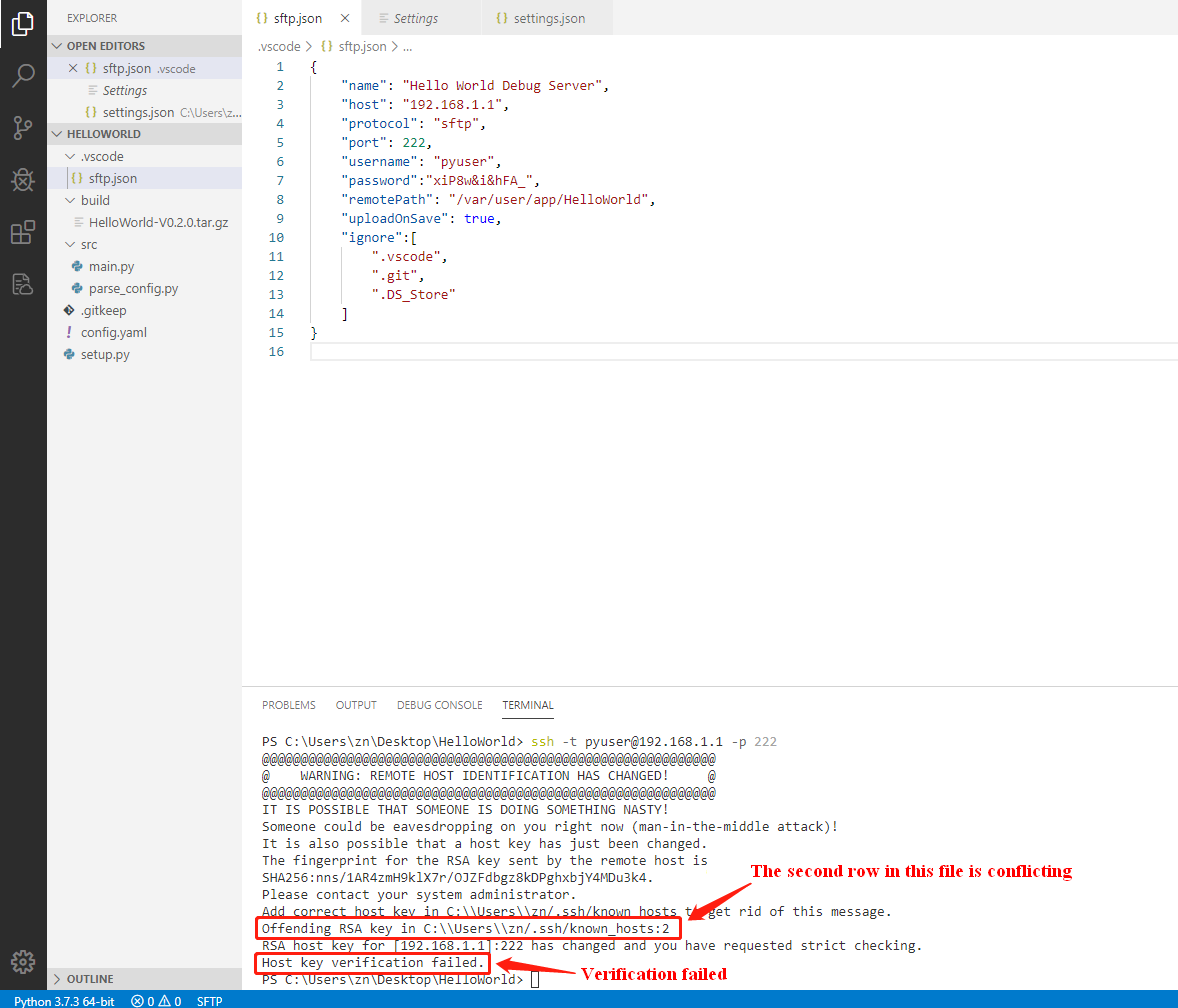 EXPLORER
OPEN EDITORS
sftp.json .vscode
Settings
settings.json C:\Users\z...
HELLOWORLD
.vscode
sftp.json
build
HelloWorld-V0.2.0.tar.gz
src
main.py
parse_config.py
.gitkeep
config.yaml
setup.py
OUTLINE
sftp.json Settings settings.json
.vscode > {} sftp.json > ...
1 {
2 "name": "Hello World Debug Server",
3 "host": "192.168.1.1",
4 "protocol": "sftp",
5 "port": 222,
6 "username": "pyuser",
7 "password":"xiP8w&i&hFA_",
8 "remotePath": "/var/user/app/HelloWorld",
9 "uploadOnSave": true,
10 "ignore":[
11 ".vscode",
12 ".git",
13 ".DS_Store"
14 ]
15 }
16
PROBLEMS OUTPUT DEBUG CONSOLE TERMINAL
PS C:\Users\zn\Desktop\HelloWorld> ssh -t pyuser@192.168.1.1 -p 222
@@@@@@@@@@@@@@@@@@@@@@@@@@@@@@@@@@@@@@@@@@@@@@@@@@@@@@@@@@@
@ WARNING: REMOTE HOST IDENTIFICATION HAS CHANGED! @
@@@@@@@@@@@@@@@@@@@@@@@@@@@@@@@@@@@@@@@@@@@@@@@@@@@@@@@@@@@
IT IS POSSIBLE THAT SOMEONE IS DOING SOMETHING NASTY!
Someone could be eavesdropping on you right now (man-in-the-middle attack)!
It is also possible that a host key has just been changed.
The fingerprint for the RSA key sent by the remote host is
SHA256:nns/1AR4zmH9klX7r/OJZFdbgz8kDPghxbjY4MDu3k4.
Please contact your system administrator.
The second row in this file is conflicting
Add correct host key in C:\\Users\\zn/.ssh/known_hosts to get rid of this message.
Offending RSA key in C:\\Users\\zn/.ssh/known_hosts:2
RSA host key for [192.168.1.1]:222 has changed and you have requested strict checking.
Host key verification failed.
Verification failed
PS C:\Users\zn\Desktop\HelloWorld>
Python 3.7.3 64-bit 0 0 SFTP